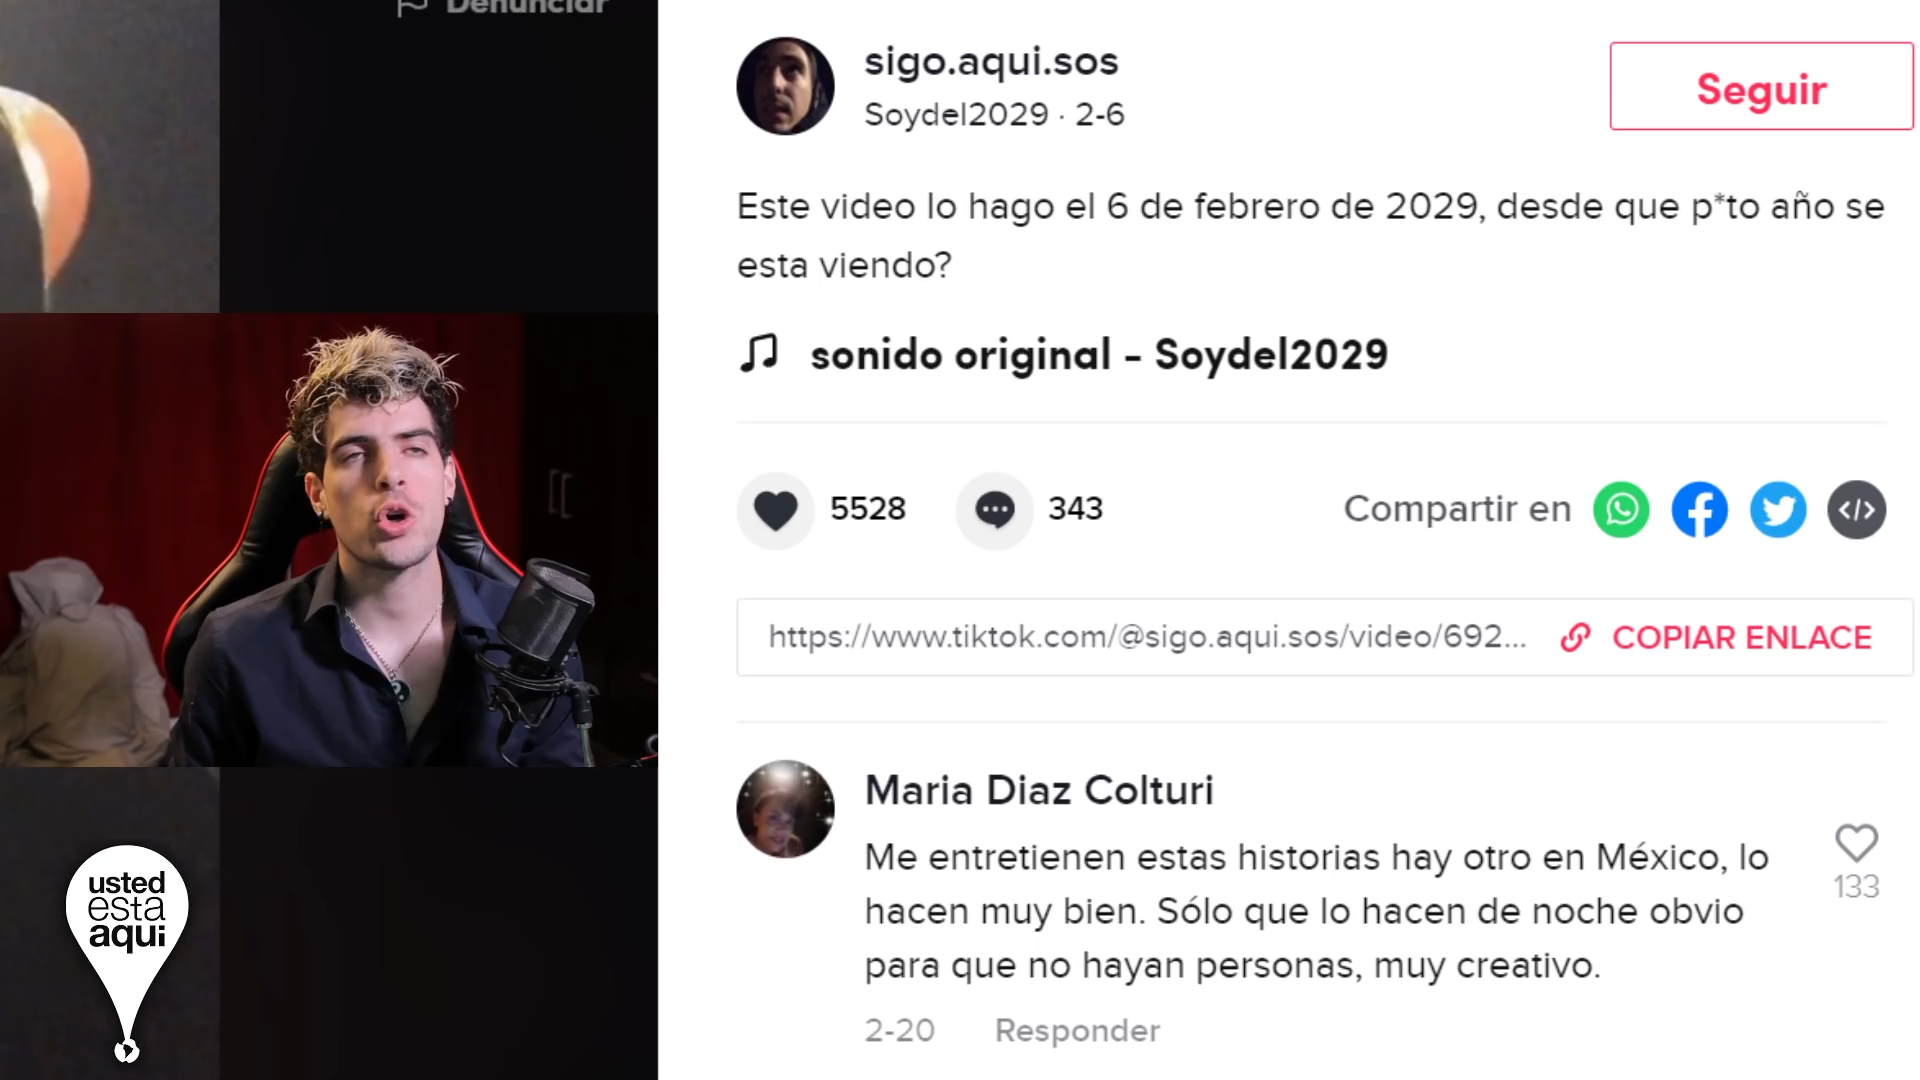 Denunciar
sigo.aqui.sos
Soydel2029 · 2-6
Seguir
Este video lo hago el 6 de febrero de 2029, desde que p*to año se
esta viendo?
sonido original - Soydel2029
5528
343
Compartir en
https://www.tiktok.com/@sigo.aqui.sos/video/692...
COPIAR ENLACE
Maria Diaz Colturi
Me entretienen estas historias hay otro en México, lo
hacen muy bien. Sólo que lo hacen de noche obvio
para que no hayan personas, muy creativo.
133
2-20
Responder
usted
esta
aqui